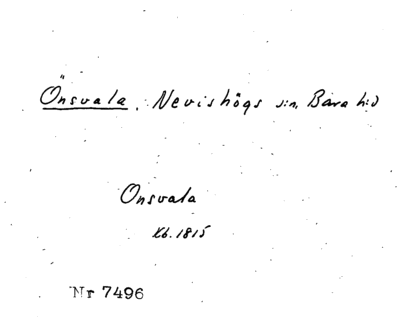 Önsvala, Nevishögs sn, Bara hd
Onsvala
Kb. 1815
Nr 7496